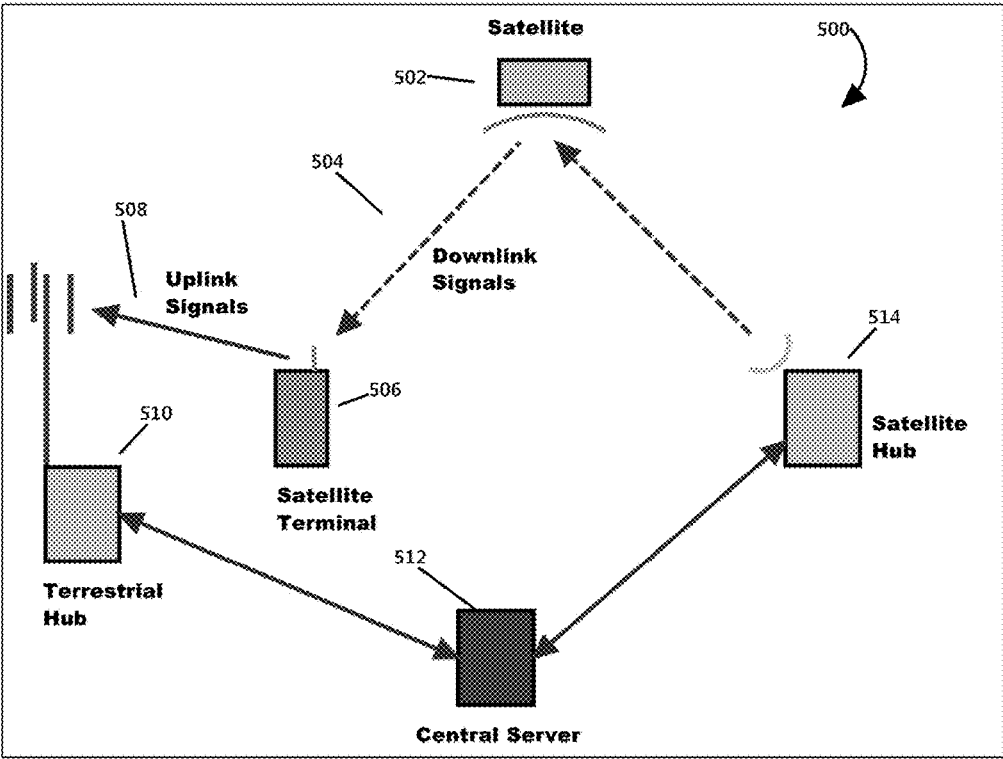 Satellite
500
502
504
508
Downlink
Signals
Uplink
Signals
514
506
510
Satellite
Hub
Satellite
Terminal
512
Terrestrial
Hub
Central Server